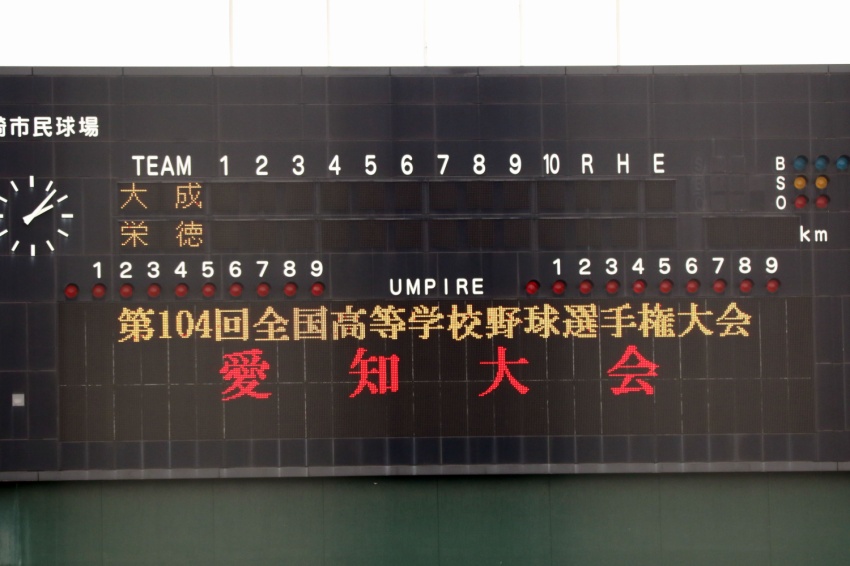 崎市民球場
TEAM 1 2 3 4 5 6 7 8 9 10 R H E
B
大成
S
O
栄徳
km
1 2 3 4 5 6 7 8 9 UMPIRE 1 2 3 4 5 6 7 8 9
第104回全国高等学校野球選手権大会
愛知大会